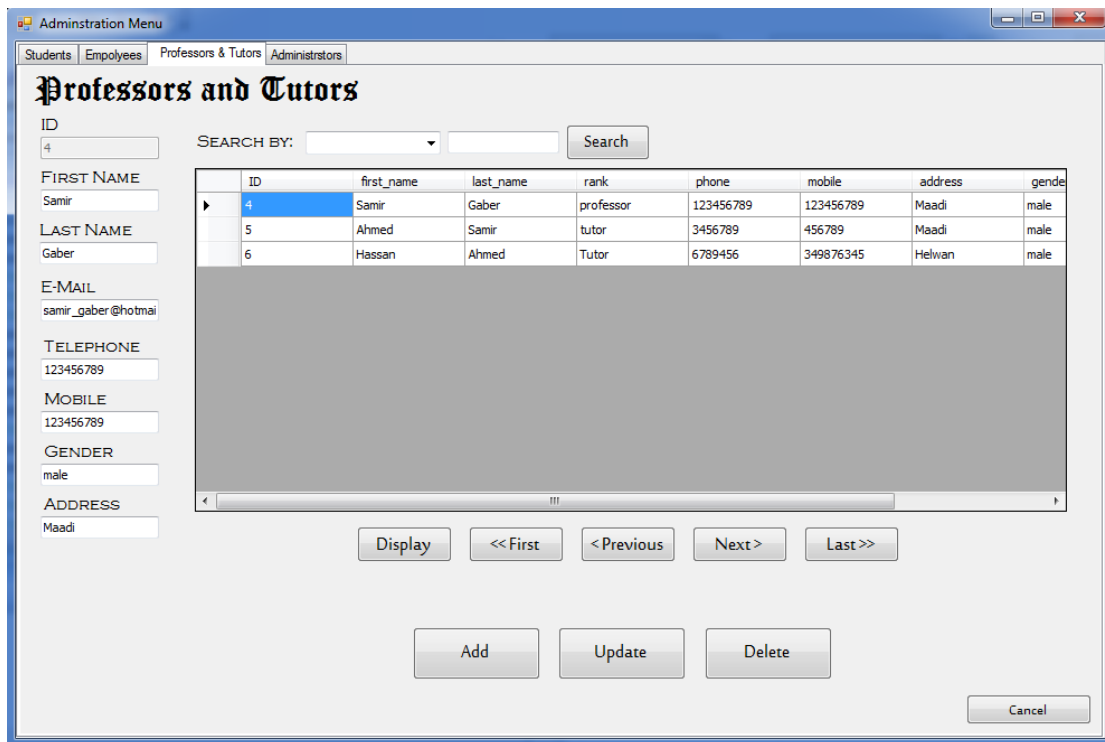 Adminstration Menu
Students Empolyees Professors & Tutors Administrstors
Professors and Tutors
ID
4
SEARCH BY: Search
FIRST NAME
Samir
LAST NAME
Gaber
E-MAIL
samir_gaber@hotmai
TELEPHONE
123456789
MOBILE
123456789
GENDER
male
ADDRESS
Maadi
ID first_name last_name rank phone mobile address gende
4 Samir Gaber professor 123456789 123456789 Maadi male
5 Ahmed Samir tutor 3456789 456789 Maadi male
6 Hassan Ahmed Tutor 6789456 349876345 Helwan male
Display <<First <Previous Next> Last>>
Add Update Delete
Cancel